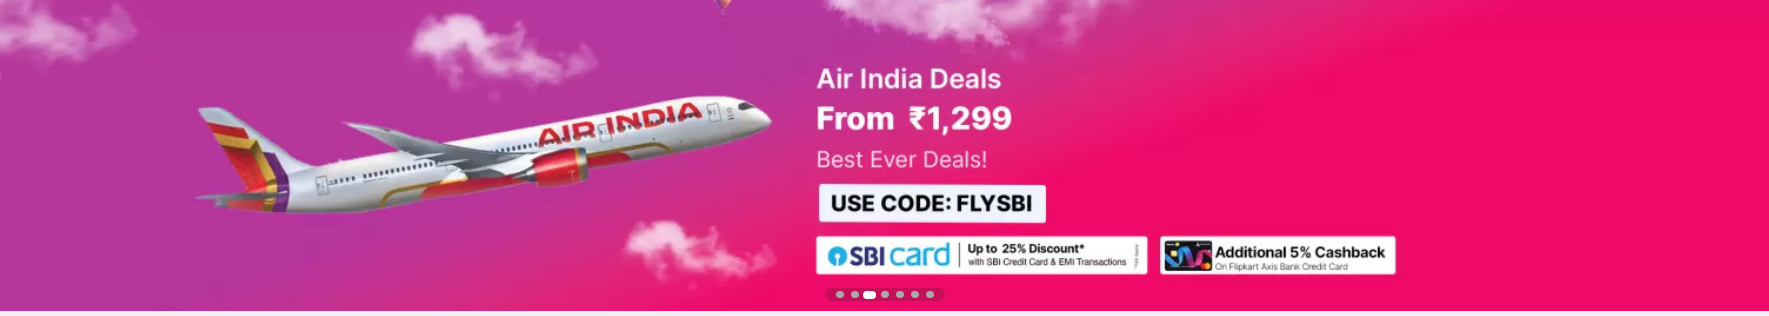 AIR INDIA
Air India Deals
From ₹1,299
Best Ever Deals!
USE CODE: FLYSBI
SBI card
Up to 25% Discount*
with SBI Credit Card & EMI Transactions
Additional 5% Cashback
On Flipkart Axis Bank Credit Card